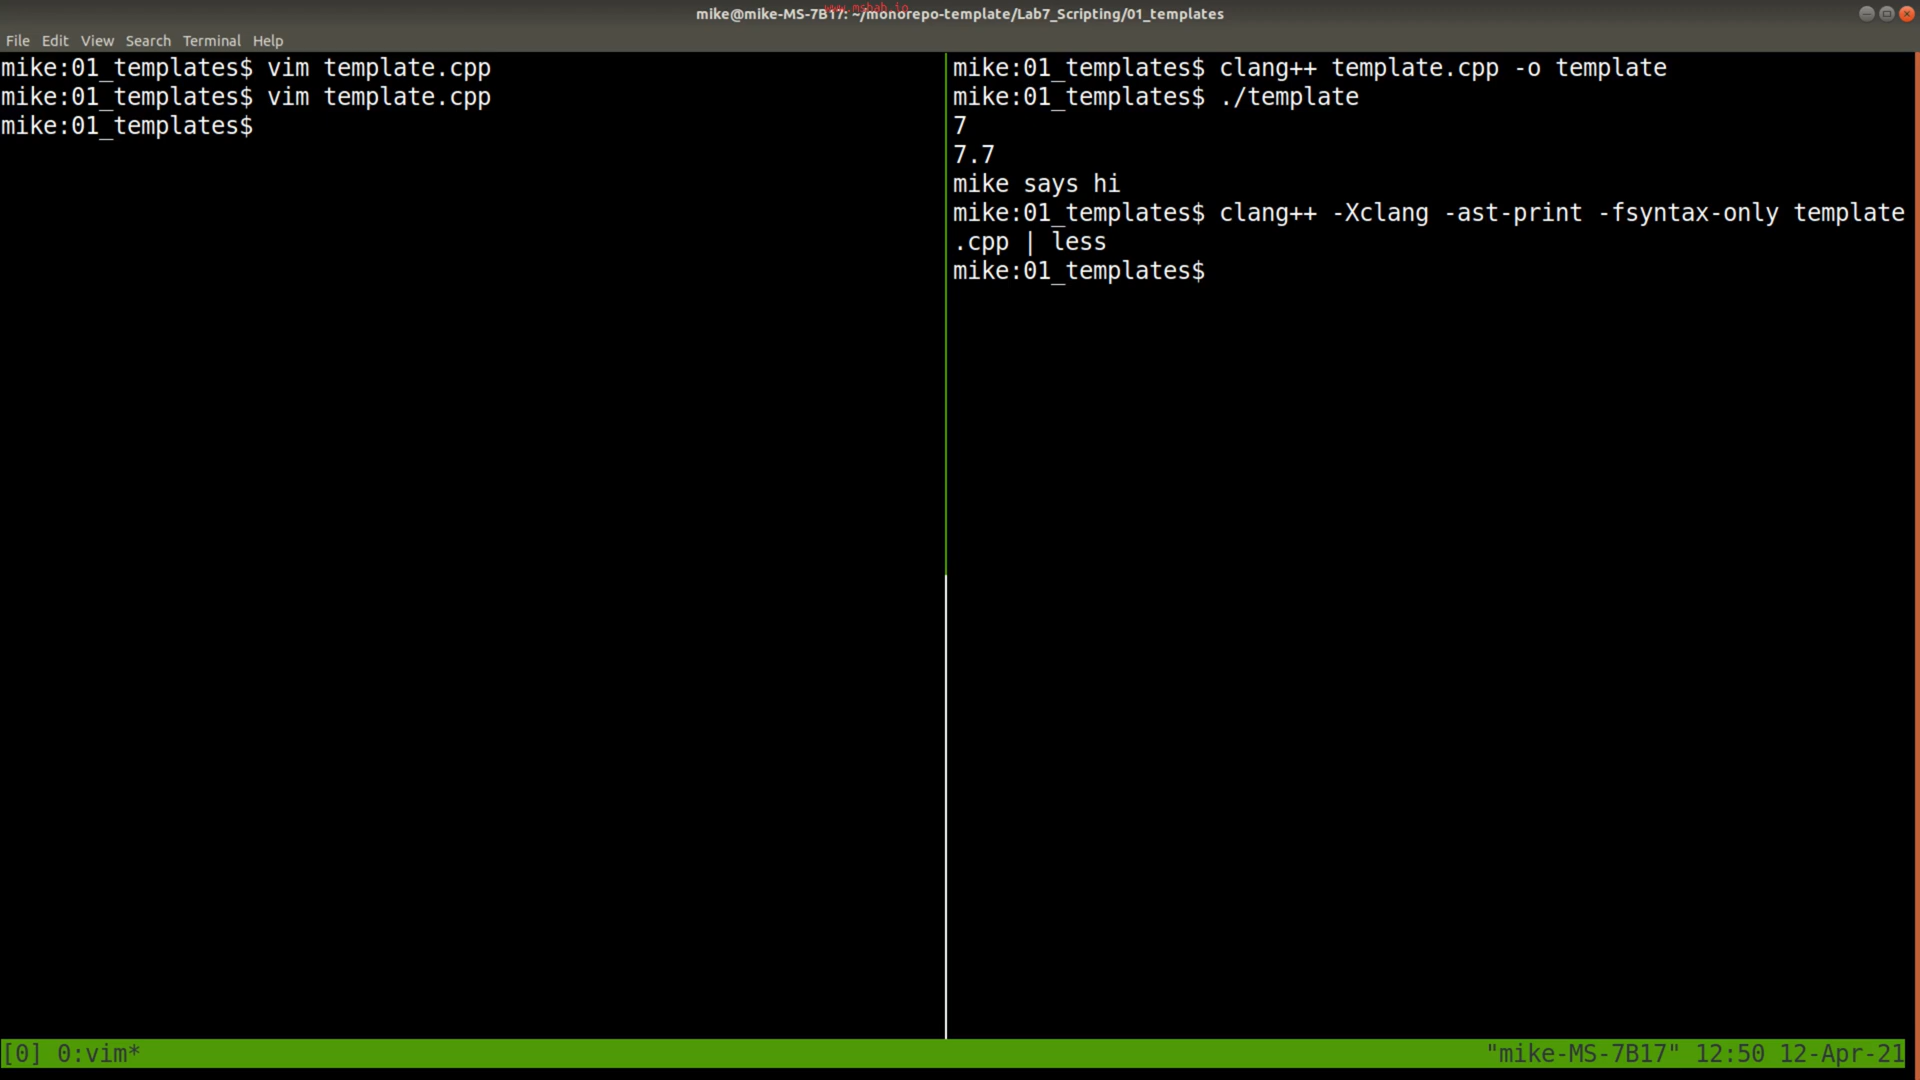 www.mshah.io
mike@mike-MS-7B17: ~/monorepo-template/Lab7_Scripting/01_templates
File Edit View Search Terminal Help
mike:01_templates$ vim template.cpp
mike:01_templates$ vim template.cpp
mike:01_templates$
mike:01_templates$ clang++ template.cpp -o template
mike:01_templates$ ./template
7
7.7
mike says hi
mike:01_templates$ clang++ -Xclang -ast-print -fsyntax-only template
.cpp | less
mike:01_templates$
[0] 0:vim* "mike-MS-7B17" 12:50 12-Apr-21